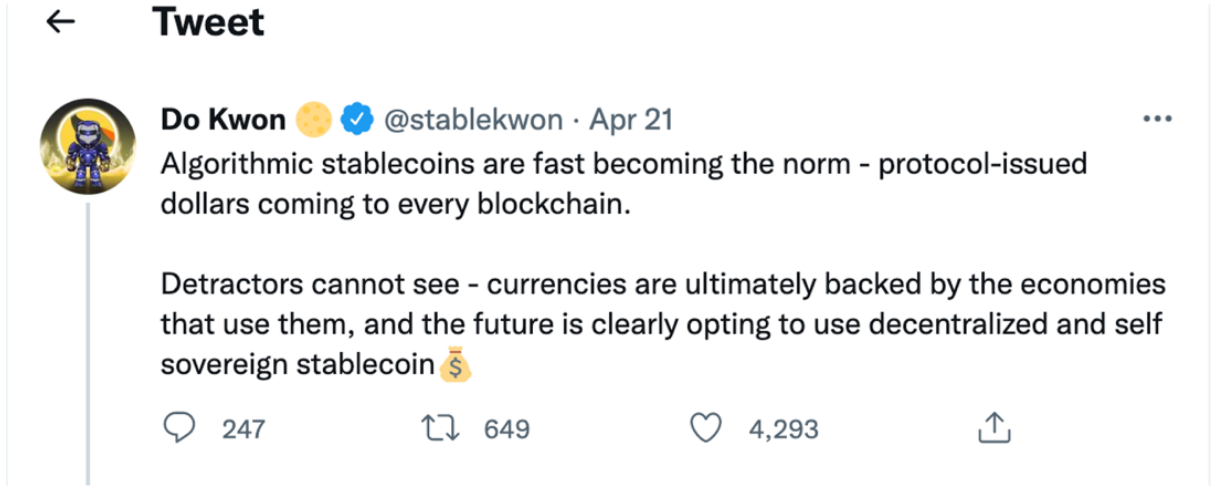 Tweet
Do Kwon 🌕 @stablekwon · Apr 21
Algorithmic stablecoins are fast becoming the norm - protocol-issued
dollars coming to every blockchain.
Detractors cannot see - currencies are ultimately backed by the economies
that use them, and the future is clearly opting to use decentralized and self
sovereign stablecoin💰
247 649 4,293